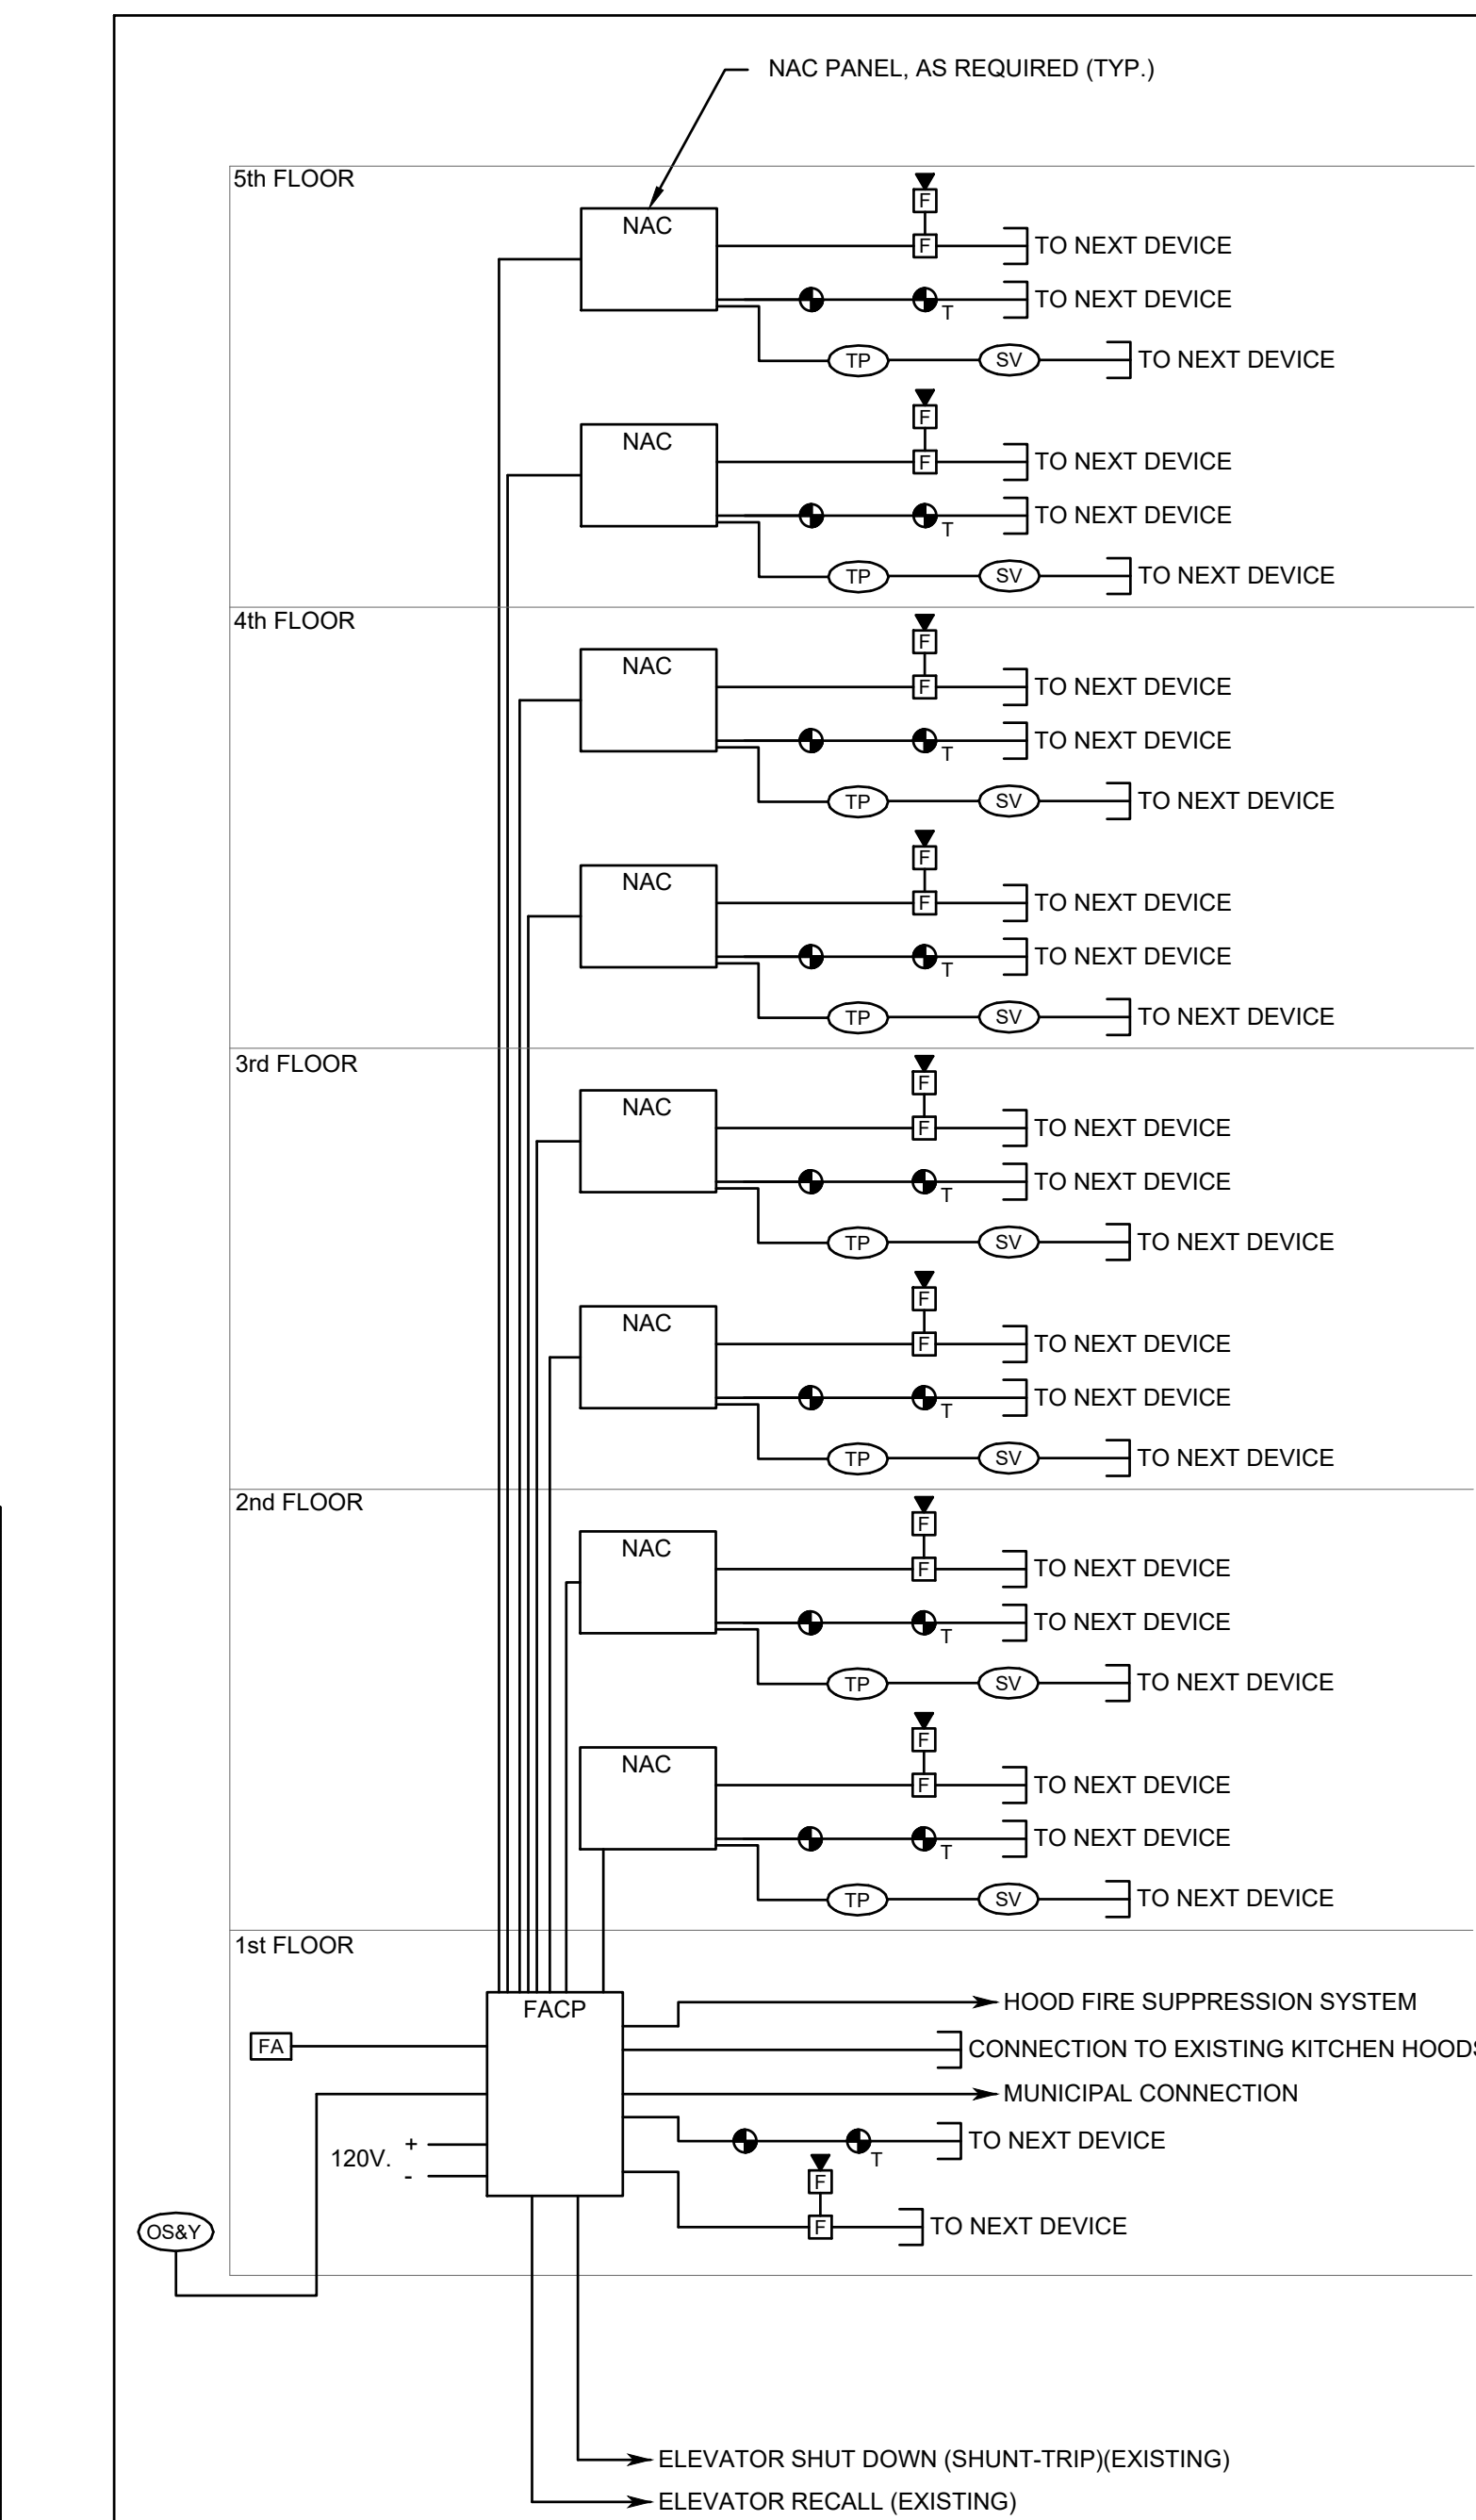 NAC PANEL, AS REQUIRED (TYP.)
5th FLOOR
F
NAC
F
TO NEXT DEVICE
TO NEXT DEVICE
T
TP
SV
TO NEXT DEVICE
F
NAC
F
TO NEXT DEVICE
TO NEXT DEVICE
T
TP
SV
TO NEXT DEVICE
4th FLOOR
F
NAC
F
TO NEXT DEVICE
TO NEXT DEVICE
T
TP
SV
TO NEXT DEVICE
F
NAC
F
TO NEXT DEVICE
TO NEXT DEVICE
T
TP
SV
TO NEXT DEVICE
3rd FLOOR
F
NAC
F
TO NEXT DEVICE
TO NEXT DEVICE
T
TP
SV
TO NEXT DEVICE
F
NAC
F
TO NEXT DEVICE
TO NEXT DEVICE
T
TP
SV
TO NEXT DEVICE
2nd FLOOR
F
NAC
F
TO NEXT DEVICE
TO NEXT DEVICE
T
TP
SV
TO NEXT DEVICE
F
NAC
F
TO NEXT DEVICE
TO NEXT DEVICE
T
TP
SV
TO NEXT DEVICE
1st FLOOR
FACP
HOOD FIRE SUPPRESSION SYSTEM
FA
CONNECTION TO EXISTING KITCHEN HOODS
MUNICIPAL CONNECTION
TO NEXT DEVICE
T
120V.
+
-
F
F
TO NEXT DEVICE
OS&Y
ELEVATOR SHUT DOWN (SHUNT-TRIP)(EXISTING)
ELEVATOR RECALL (EXISTING)